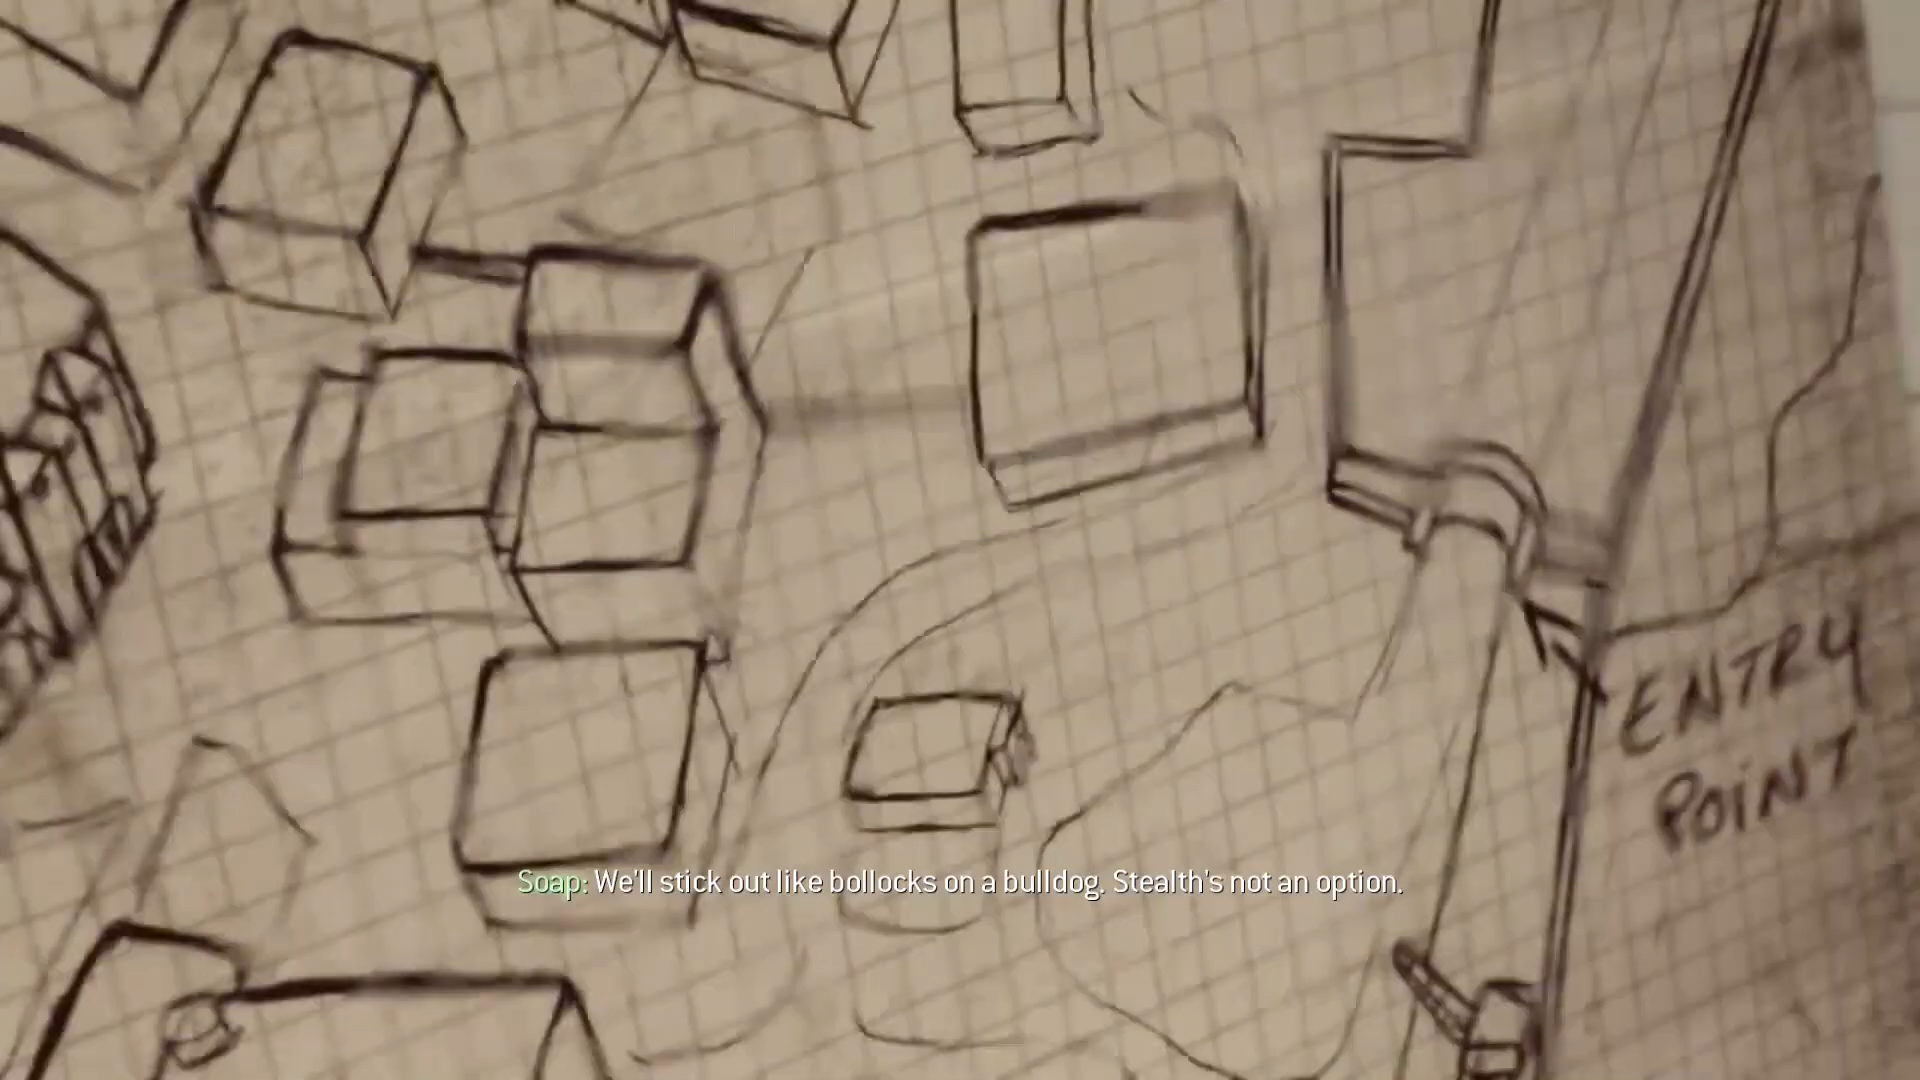 ENTRY
POINT
Soap: We'll stick out like bollocks on a bulldog. Stealth's not an option.